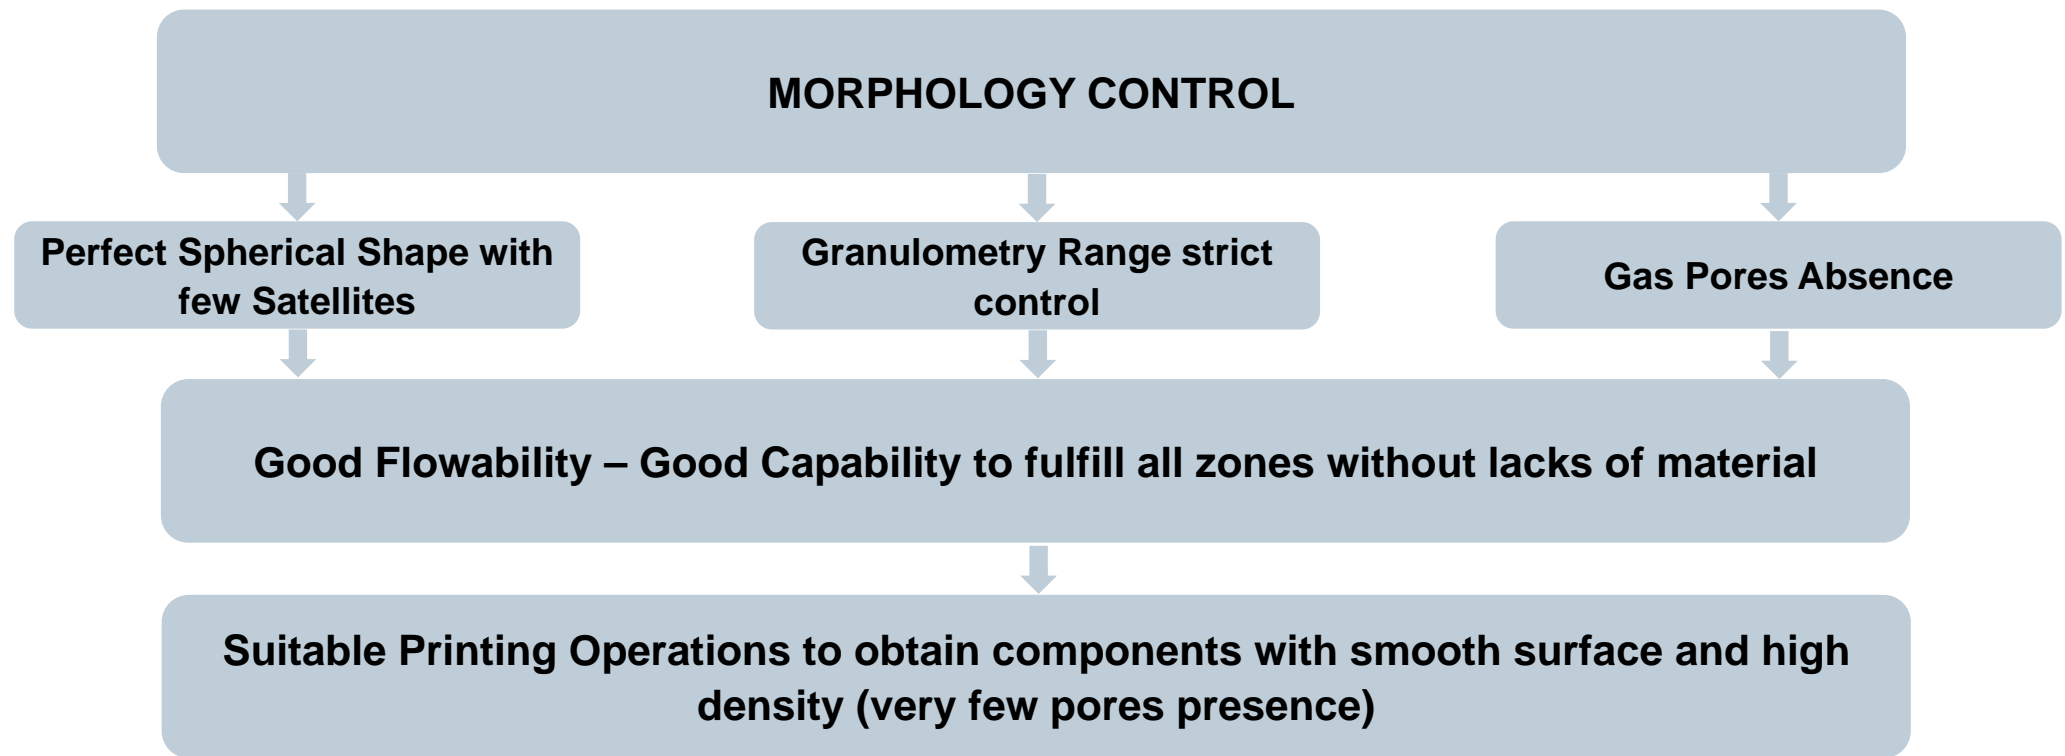 MORPHOLOGY CONTROL
Perfect Spherical Shape with
few Satellites
Granulometry Range strict
control
Gas Pores Absence
Good Flowability – Good Capability to fulfill all zones without lacks of material
Suitable Printing Operations to obtain components with smooth surface and high
density (very few pores presence)